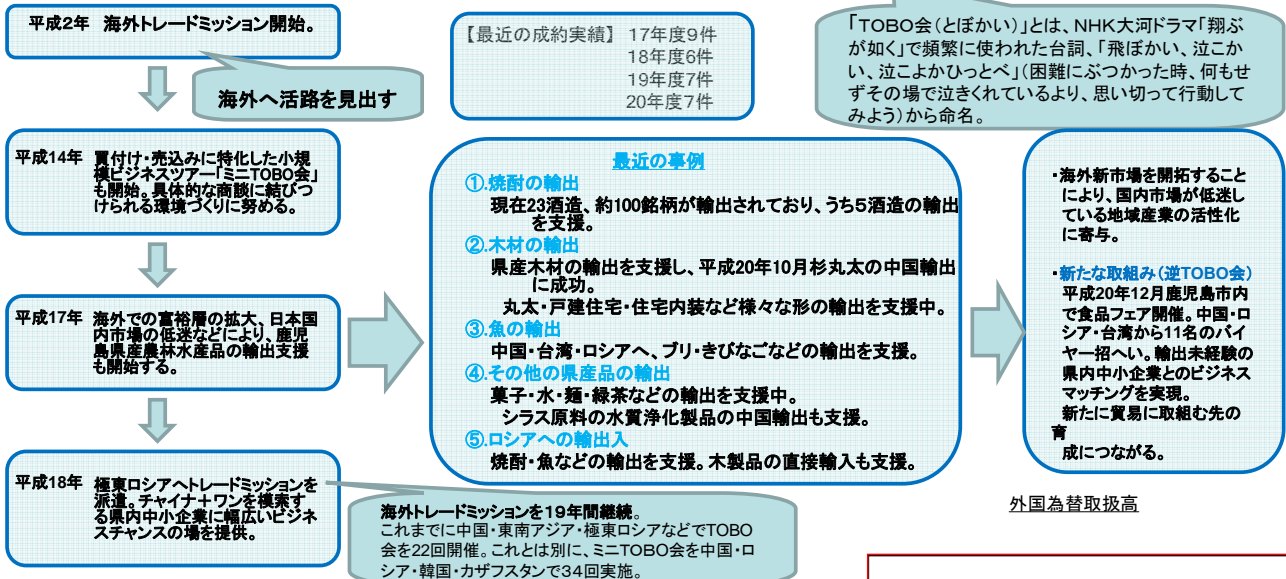 平成2年 海外トレードミッション開始。
海外へ活路を見出す
【最近の成約実績】 17年度9件
18年度6件
19年度7件
20年度7件
「TOBO会(とぼかい)」とは、NHK大河ドラマ「翔ぶ
が如く」で頻繁に使われた台詞、「飛ぼかい、泣こか
い、泣こよかひっとべ」(困難にぶつかった時、何もせ
ずその場で泣きくれているより、思い切って行動して
みよう)から命名。
平成14年 買付け・売込みに特化した小規
模ビジネスツアー「ミニTOBO会」
も開始。具体的な商談に結びつ
けられる環境づくりに努める。
平成17年 海外での富裕層の拡大、日本国
内市場の低迷などにより、鹿児
島県産農林水産品の輸出支援
も開始する。
平成18年 極東ロシアへトレードミッションを
派遣。チャイナ+ワンを模索す
る県内中小企業に幅広いビジネ
スチャンスの場を提供。
海外トレードミッションを19年間継続。
これまでに中国・東南アジア・極東ロシアなどでTOBO
会を22回開催。これとは別に、ミニTOBO会を中国・ロ
シア・韓国・カザフスタンで34回実施。
最近の事例
①.焼酎の輸出
現在23酒造、約100銘柄が輸出されており、うち5酒造の輸出
を支援。
②.木材の輸出
県産木材の輸出を支援し、平成20年10月杉丸太の中国輸出
に成功。
丸太・戸建住宅・住宅内装など様々な形の輸出を支援中。
③.魚の輸出
中国・台湾・ロシアへ、ブリ・きびなごなどの輸出を支援。
④.その他の県産品の輸出
菓子・水・麺・緑茶などの輸出を支援中。
シラス原料の水質浄化製品の中国輸出も支援。
⑤.ロシアへの輸出入
焼酎・魚などの輸出を支援。木製品の直接輸入も支援。
・海外新市場を開拓すること
により、国内市場が低迷し
ている地域産業の活性化
に寄与。
・新たな取組み(逆TOBO会)
平成20年12月鹿児島市内
で食品フェア開催。中国・ロ
シア・台湾から11名のバイ
ヤー招へい。輸出未経験の
県内中小企業とのビジネス
マッチングを実現。
新たに貿易に取組む先の
育
成につながる。
外国為替取扱高